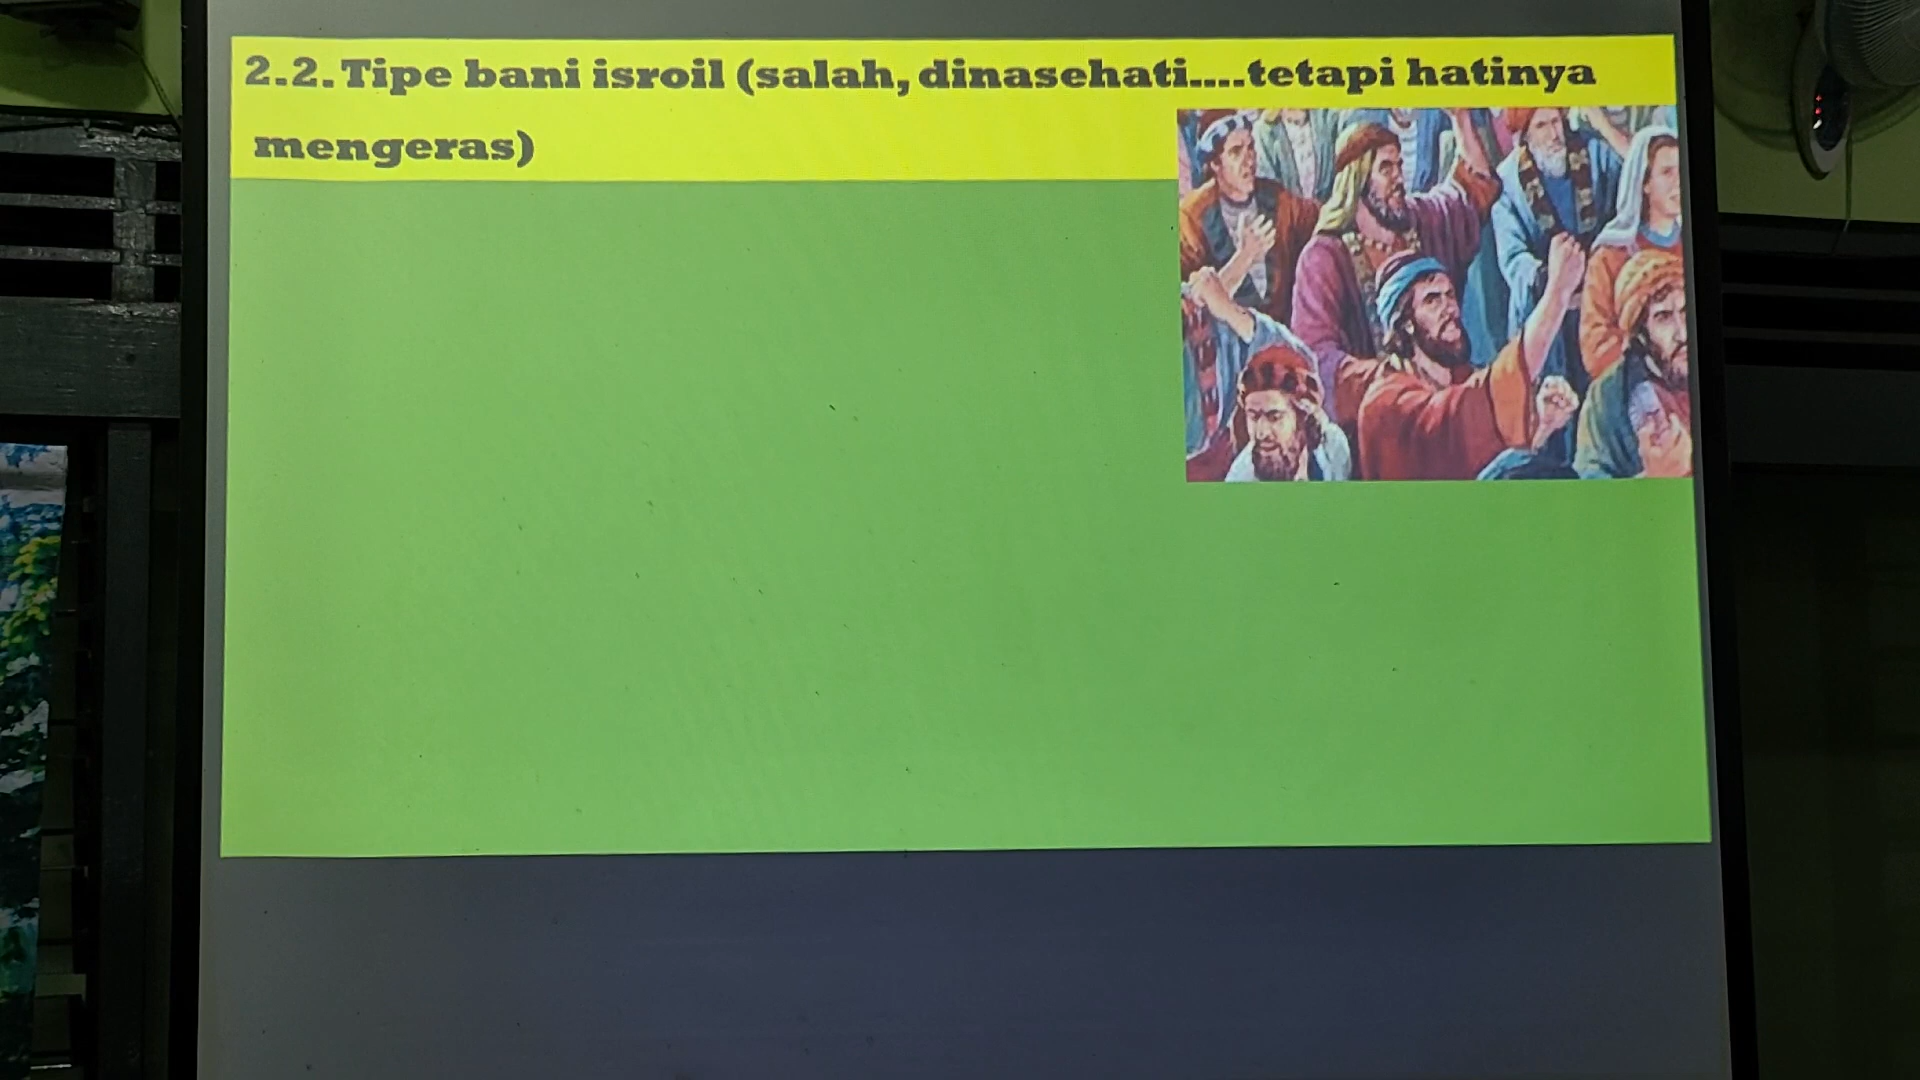 2.2. Tipe bani isroil (salah, dinasehati....tetapi hatinya
mengeras)